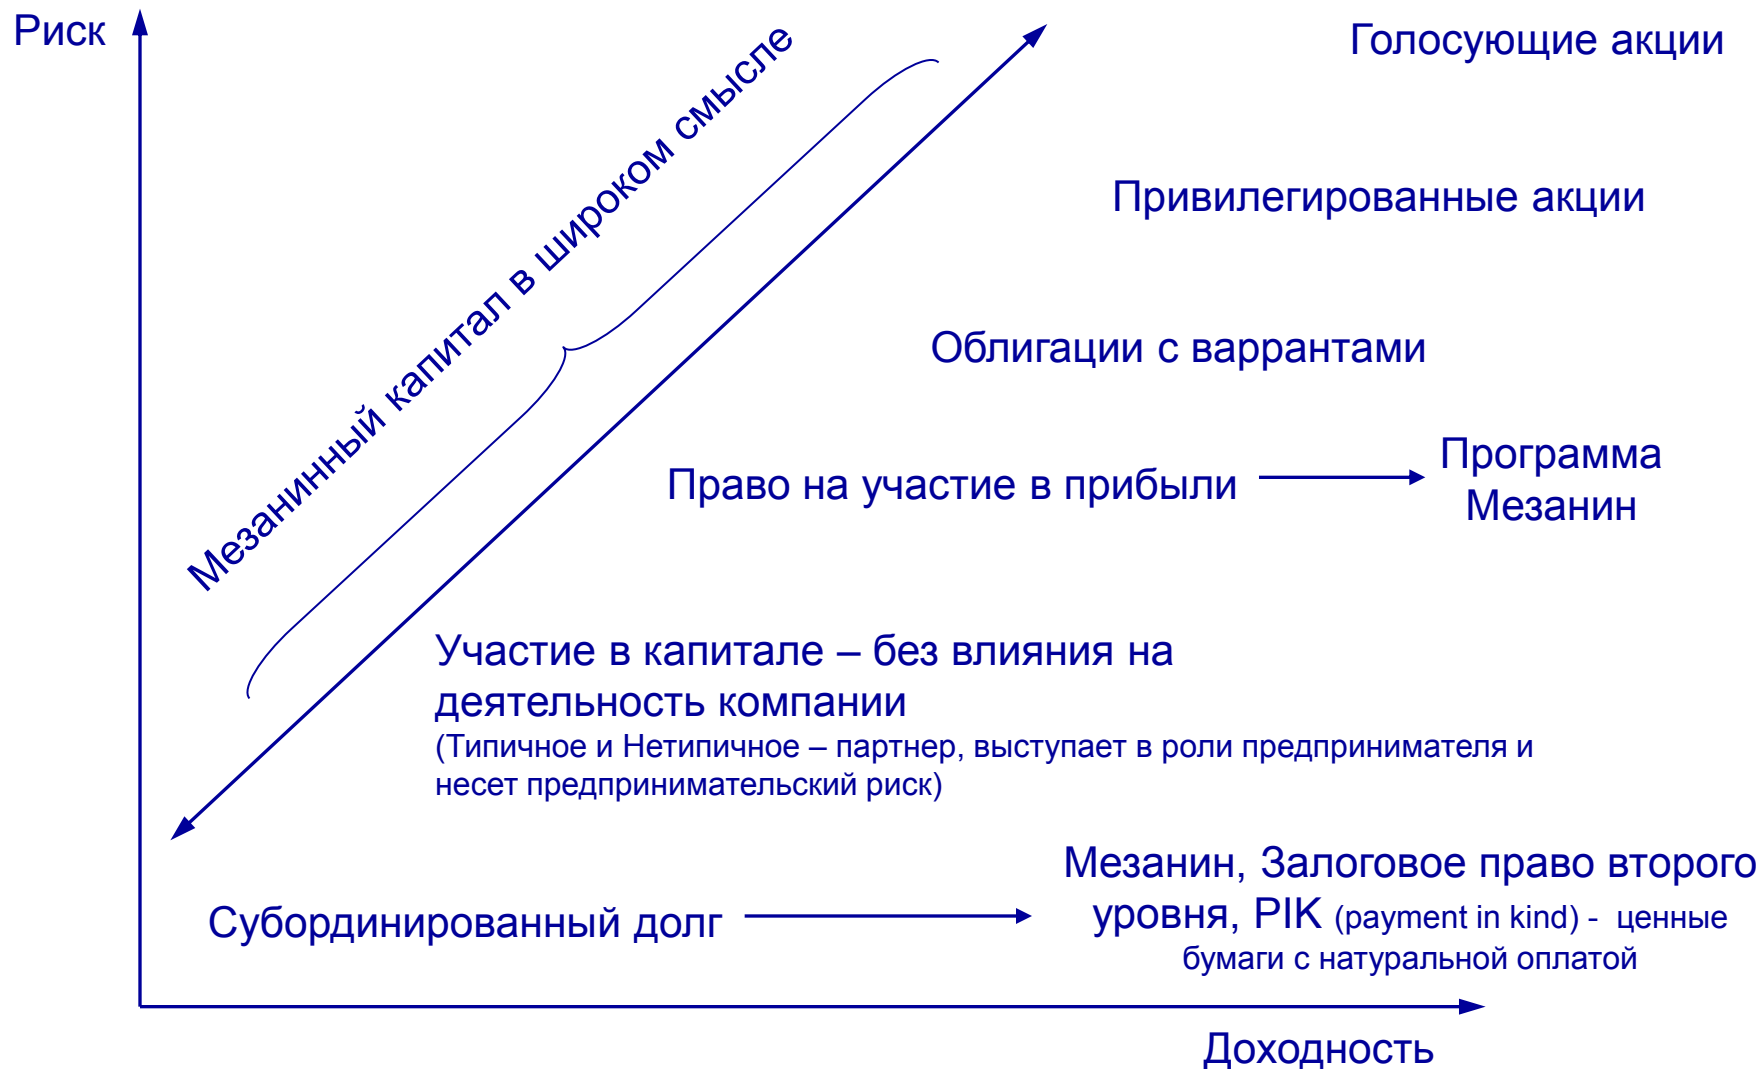 Риск
Голосующие акции
Мезанинный капитал в широком смысле
Привилегированные акции
Облигации с варрантами
Право на участие в прибыли
Программа
Мезанин
Участие в капитале – без влияния на
деятельность компании
(Типичное и Нетипичное – партнер, выступает в роли предпринимателя и
несет предпринимательский риск)
Субординированный долг
Мезанин, Залоговое право второго
уровня, PIK (payment in kind) - ценные
бумаги с натуральной оплатой
Доходность